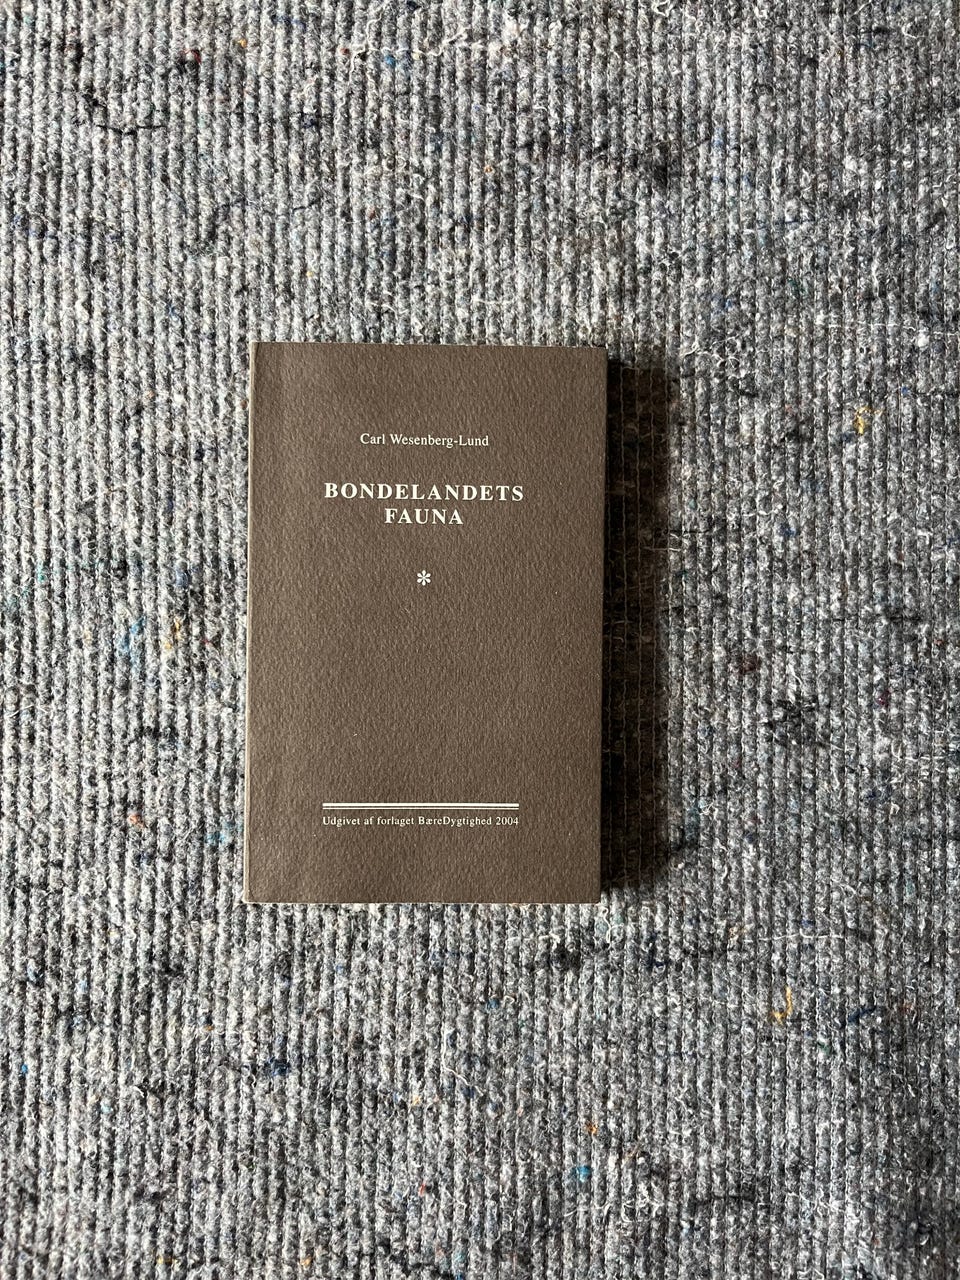 Carl Wesenberg-Lund
BONDELANDETS
FAUNA
*
Udgivet af forlaget BæreDygtighed 2004